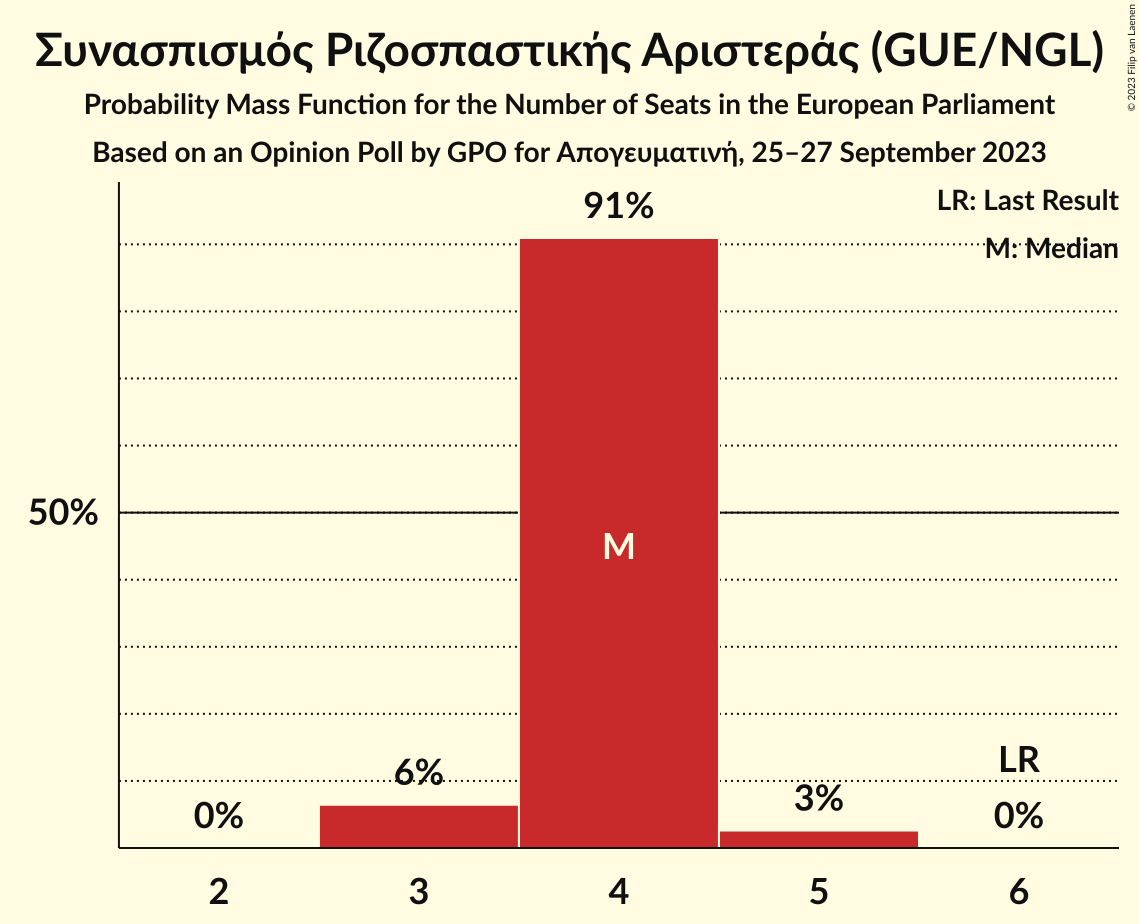 Συνασπισμός Ριζοσπαστικής Αριστεράς (GUE/NGL)
Probability Mass Function for the Number of Seats in the European Parliament
Based on an Opinion Poll by GPO for Απογευματινή, 25–27 September 2023
© 2023 Filip van Laenen
LR: Last Result
M: Median
91%
50%
M
6%
LR
0%
3%
0%
2 3 4 5 6